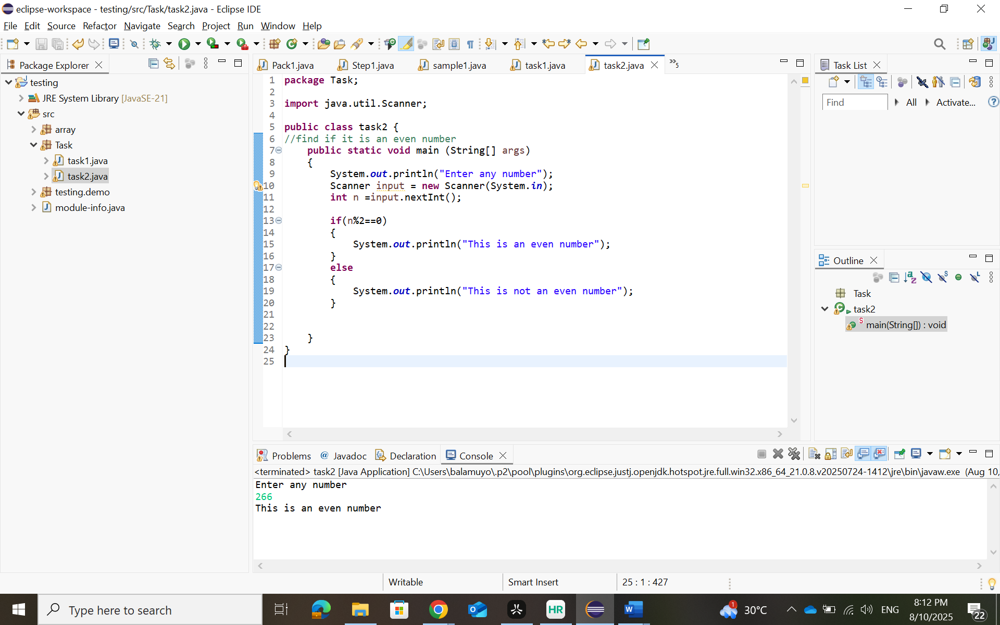 eclipse-workspace - testing/src/Task/task2.java - Eclipse IDE
File Edit Source Refactor Navigate Search Project Run Window Help
Package Explorer
testing
JRE System Library [JavaSE-21]
src
array
Task
task1.java
task2.java
testing.demo
module-info.java
Pack1.java Step1.java sample1.java task1.java task2.java »5
1 package Task;
2
3 import java.util.Scanner;
4
5 public class task2 {
6 //find if it is an even number
7 public static void main (String[] args)
8 {
9 System.out.println("Enter any number");
10 Scanner input = new Scanner(System.in);
11 int n =input.nextInt();
12
13 if(n%2==0)
14 {
15 System.out.println("This is an even number");
16 }
17 else
18 {
19 System.out.println("This is not an even number");
20 }
21
22
23 }
24 }
25
Task List
Find All Activate...
Outline
Task
task2
main(String[]) : void
Problems @ Javadoc Declaration Console
<terminated> task2 [Java Application] C:\Users\balamuyo\.p2\pool\plugins\org.eclipse.justj.openjdk.hotspot.jre.full.win32.x86_64_21.0.8.v20250724-1412\jre\bin\javaw.exe (Aug 10,
Enter any number
266
This is an even number
Writable Smart Insert 25 : 1 : 427
Type here to search
HR
W
1
30°C
ENG
8:12 PM
8/10/2025
22